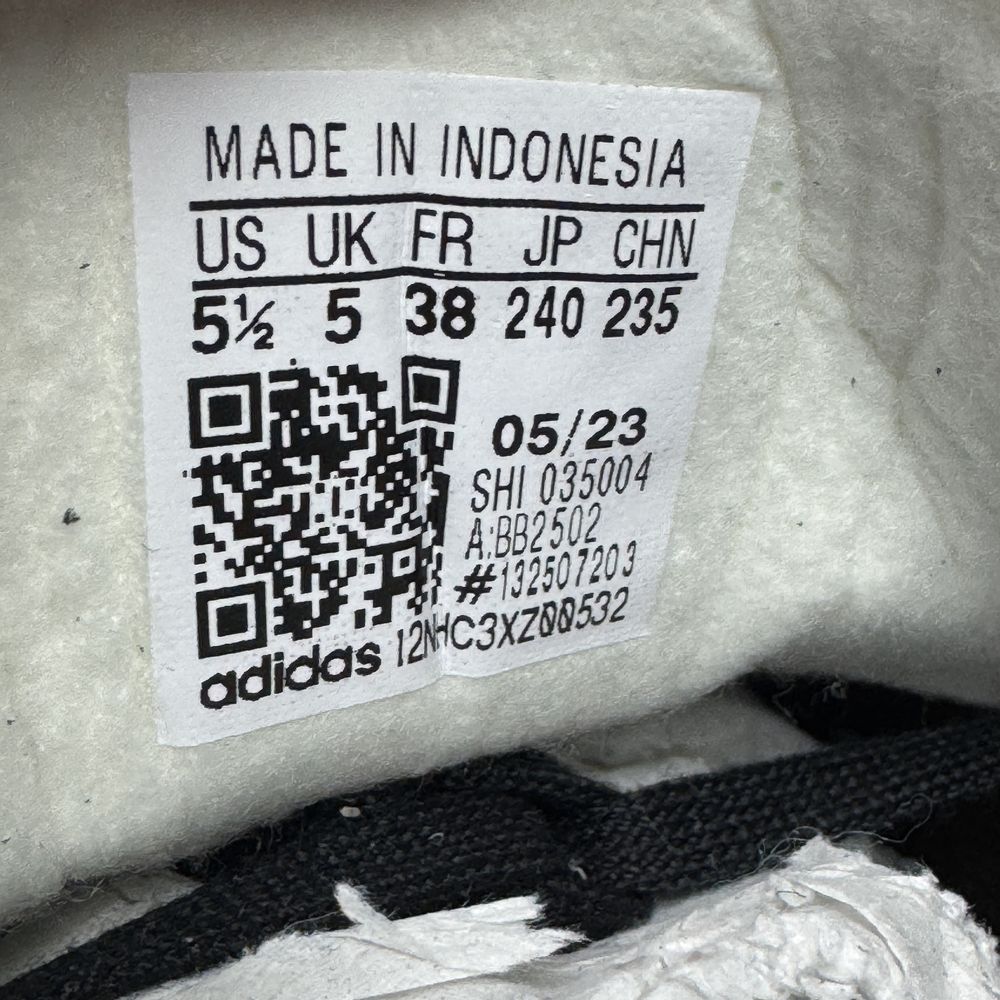 MADE IN INDONESIA
US UK FR JP CHN
5½ 5 38 240 235
05/23
SHI 035004
A:BB2502
#132507203
adidas 12NHC3XZ00532